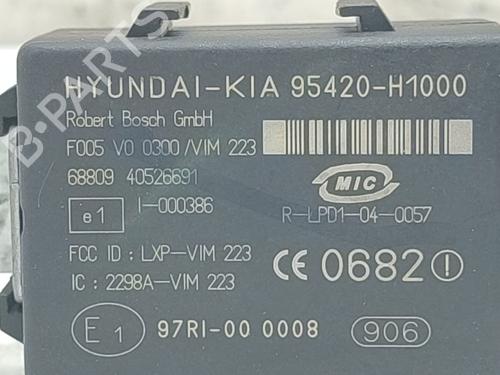 HYUNDAI-KIA 95420-H1000
Robert Bosch GmbH
F005 V0 0300/VIM 223
68809 40526691
MIC
e1 I-000386
R-LPD1-04-0057
FCC ID : LXP-VIM 223
IC : 2298A-VIM 223
CE 0682 !
E1 97RI-00 0008 906
B-PARTS